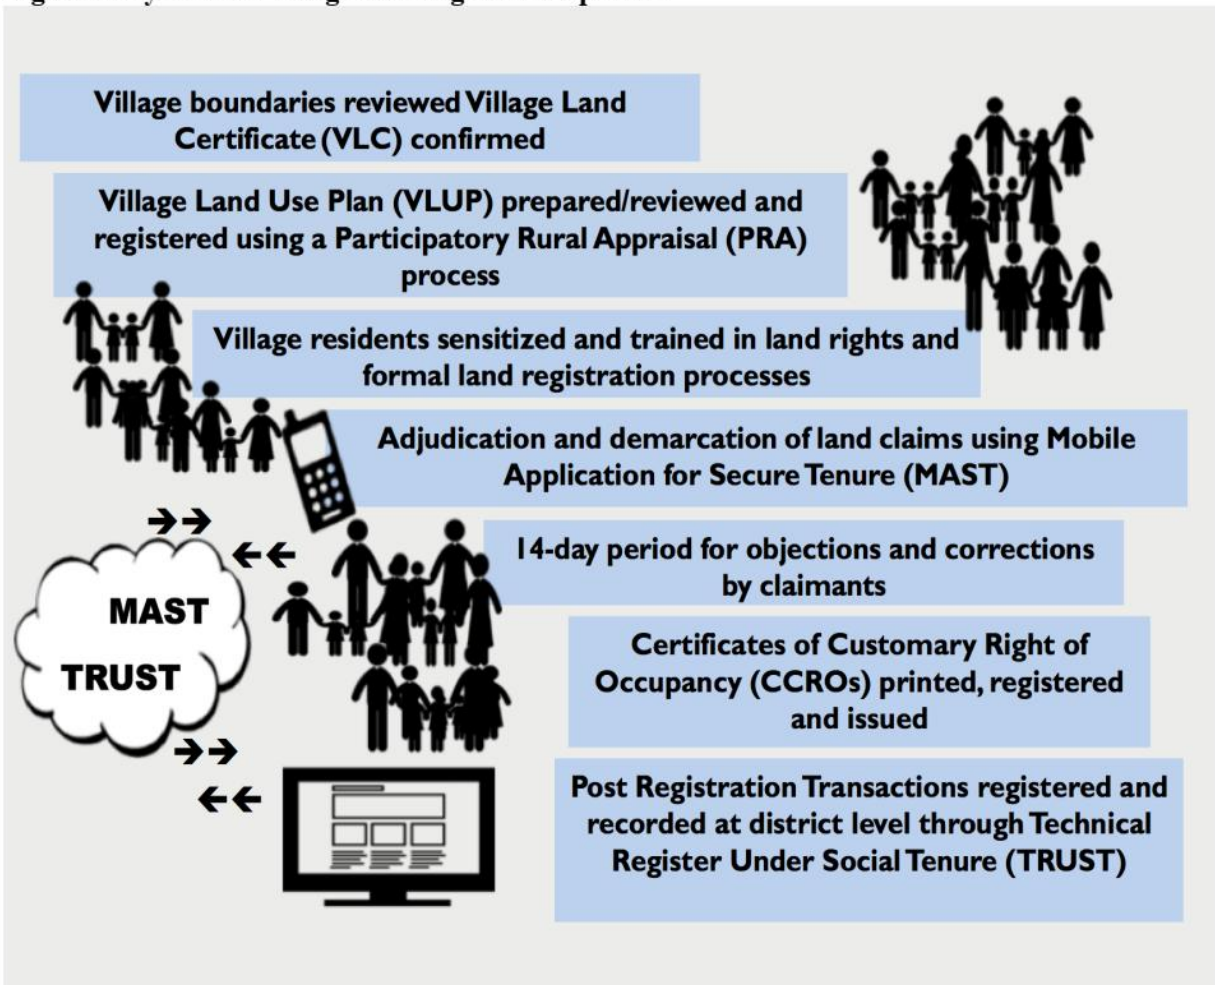 Village boundaries reviewed Village Land
Certificate (VLC) confirmed
Village Land Use Plan (VLUP) prepared/reviewed and
registered using a Participatory Rural Appraisal (PRA)
process
Village residents sensitized and trained in land rights and
formal land registration processes
Adjudication and demarcation of land claims using Mobile
Application for Secure Tenure (MAST)
14-day period for objections and corrections
by claimants
MAST
TRUST
Certificates of Customary Right of
Occupancy (CCROs) printed, registered
and issued
Post Registration Transactions registered and
recorded at district level through Technical
Register Under Social Tenure (TRUST)